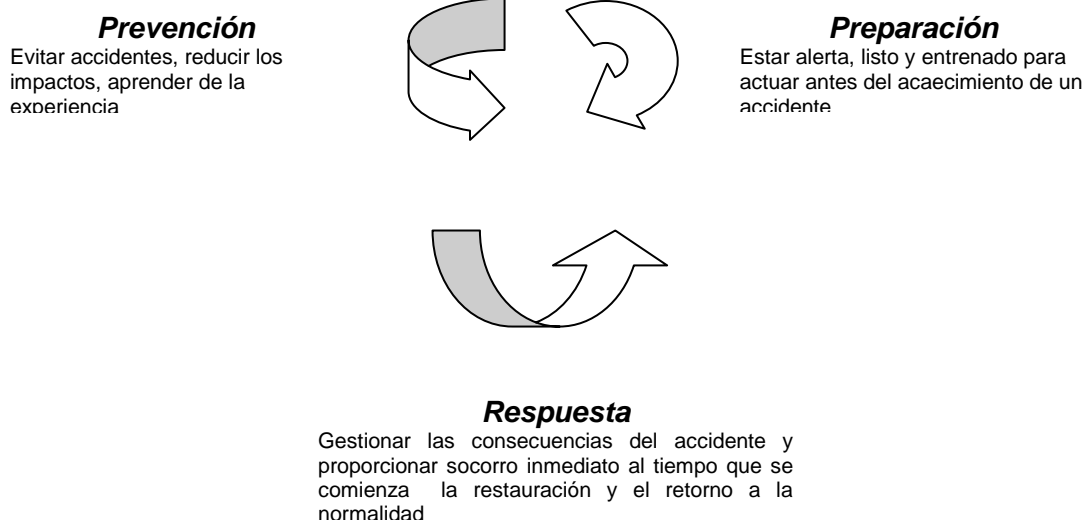 Prevención
Evitar accidentes, reducir los
impactos, aprender de la
experiencia
Preparación
Estar alerta, listo y entrenado para
actuar antes del acaecimiento de un
accidente
Respuesta
Gestionar las consecuencias del accidente y
proporcionar socorro inmediato al tiempo que se
comienza la restauración y el retorno a la
normalidad